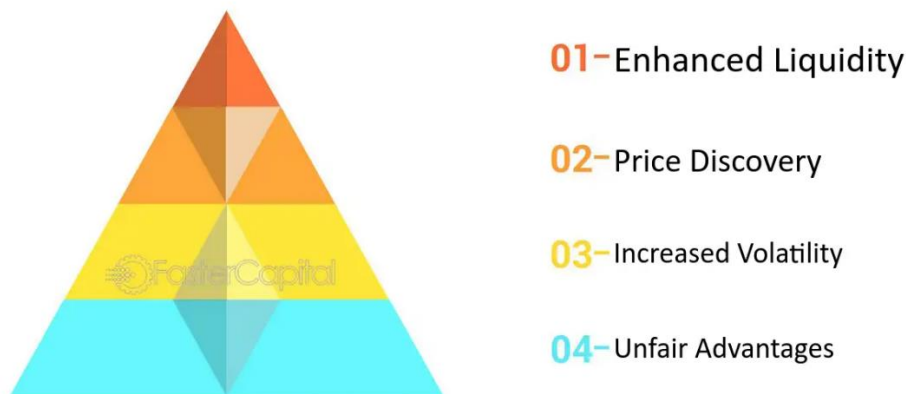 01-Enhanced Liquidity
02-Price Discovery
03-Increased Volatility
FasterCapital
04-Unfair Advantages